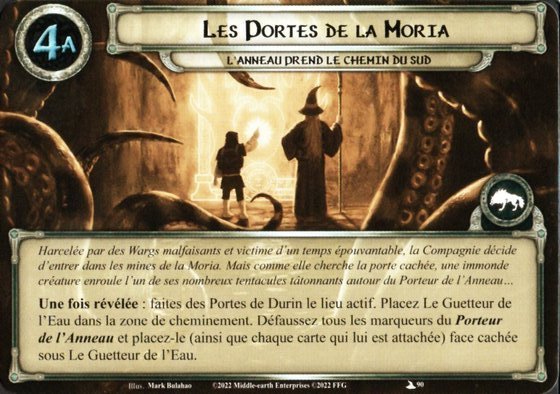 4A
LES PORTES DE LA MORIA
L'ANNEAU PREND LE CHEMIN DU SUD
Harcelée par des Wargs malfaisants et victime d'un temps épouvantable, la Compagnie décide
d'entrer dans les mines de la Moria. Mais comme elle cherche la porte cachée, une immonde
créature enroule l'un de ses nombreux tentacules tâtonnants autour du Porteur de l'Anneau…
Une fois révélée : faites des Portes de Durin le lieu actif. Placez Le Guetteur de
l'Eau dans la zone de cheminement. Défaussez tous les marqueurs du Porteur
de l'Anneau et placez-le (ainsi que chaque carte qui lui est attachée) face cachée
sous Le Guetteur de l'Eau.
Illus. Mark Bulahao ©2022 Middle-earth Enterprises ©2022 FFG 90